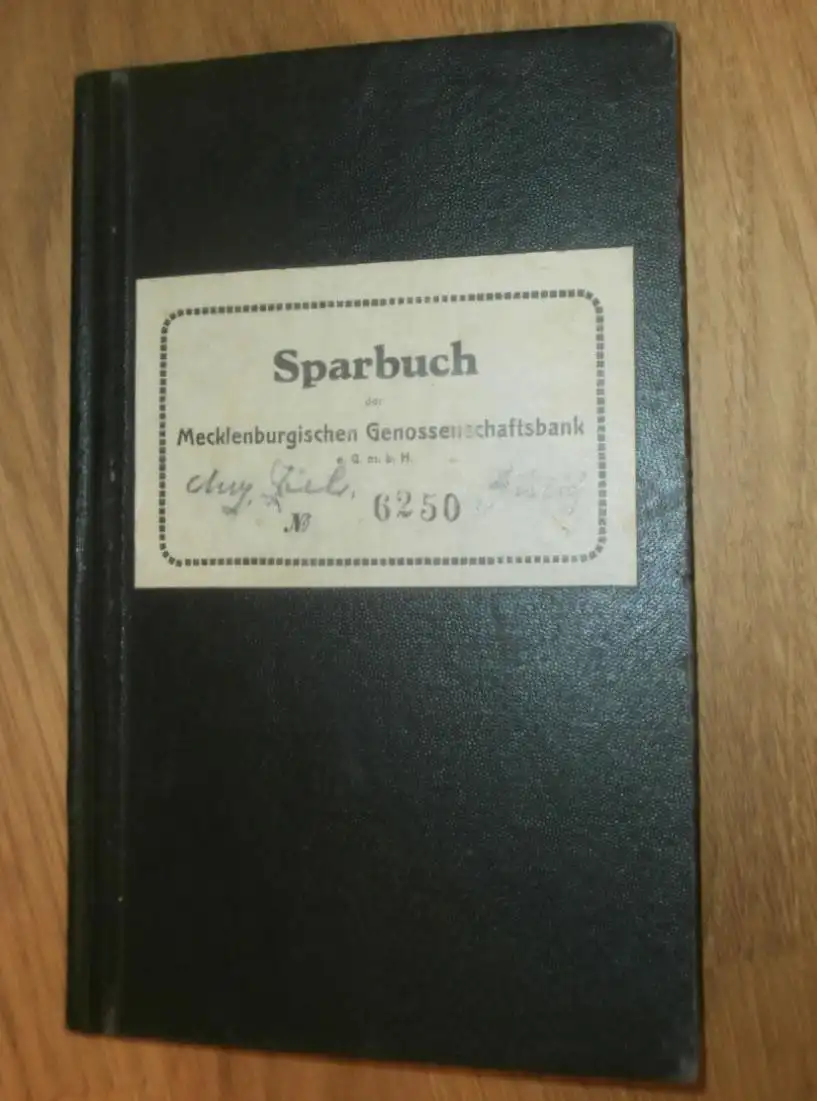 Sparbuch
der
Mecklenburgischen Genossenschaftsbank
e. G. m. b. H.
№ 6250